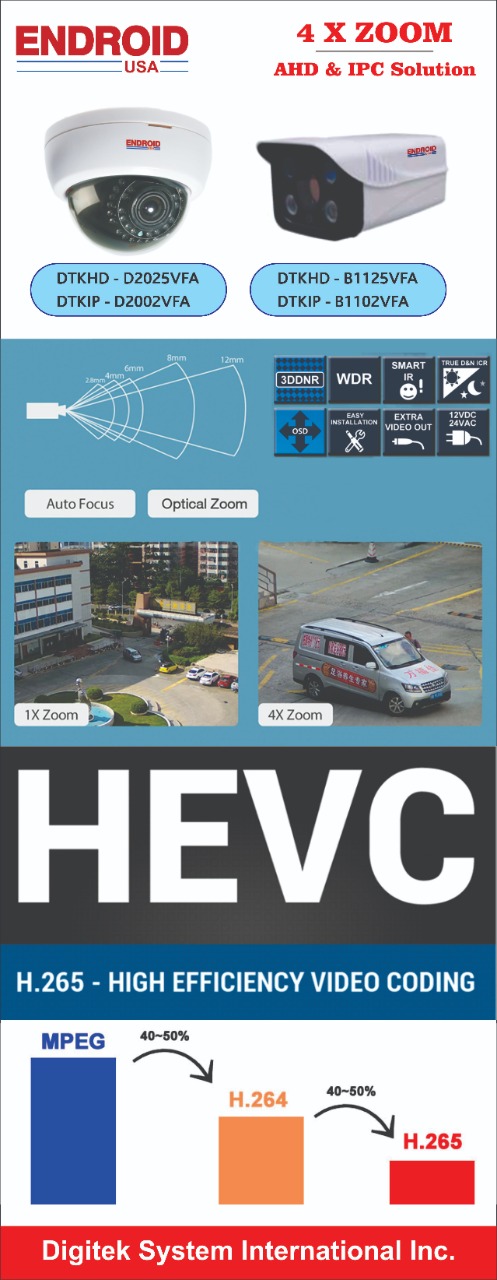 ENDROID
USA
4 X ZOOM
AHD & IPC Solution
ENDROID
ENDROID
DTKHD - D2025VFA
DTKIP - D2002VFA
DTKHD - B1125VFA
DTKIP - B1102VFA
2.8mm
4mm
6mm
8mm
12mm
3DDNR
WDR
SMART
IR
TRUE D&N ICR
OSD
EASY
INSTALLATION
EXTRA
VIDEO OUT
12VDC
24VAC
Auto Focus
Optical Zoom
1X Zoom
4X Zoom
HEVC
H.265 - HIGH EFFICIENCY VIDEO CODING
MPEG
40~50%
H.264
40~50%
H.265
Digitek System International Inc.